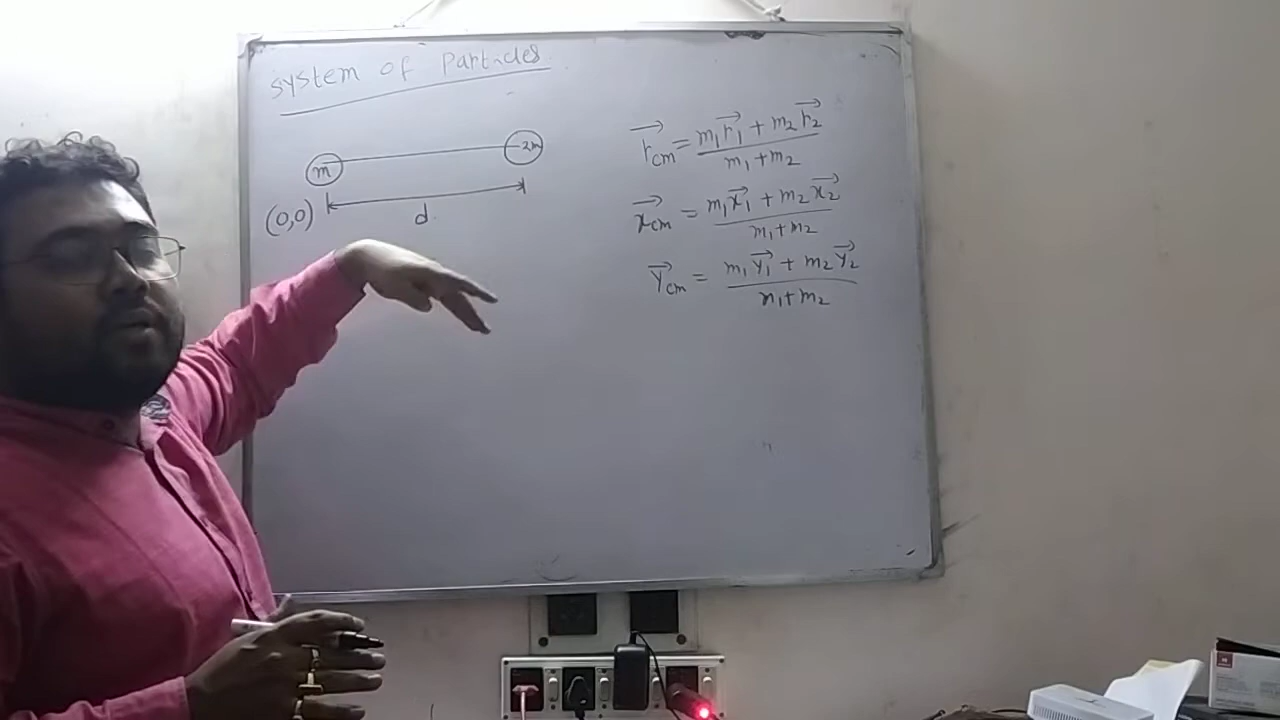 system of Particles
m 2m
(0,0) d
r⃗cm = (m₁r⃗₁ + m₂r⃗₂)/(m₁+m₂)
x⃗cm = (m₁x⃗₁ + m₂x⃗₂)/(m₁+m₂)
y⃗cm = (m₁y⃗₁ + m₂y⃗₂)/(m₁+m₂)